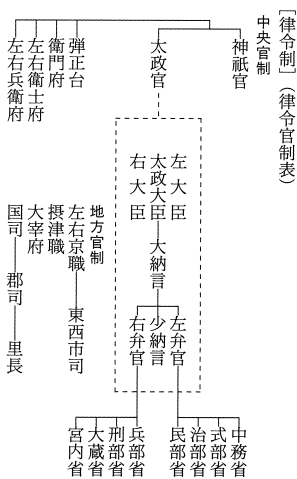 ［律令制］（律令官制表）
中央官制
神祇官
太政官
左大臣
太政大臣
右大臣
大納言
左弁官
少納言
右弁官
中務省
式部省
治部省
民部省
兵部省
刑部省
大蔵省
宮内省
弾正台
衛門府
左右衛士府
左右兵衛府
地方官制
左右京職
東西市司
摂津職
大宰府
国司
郡司
里長